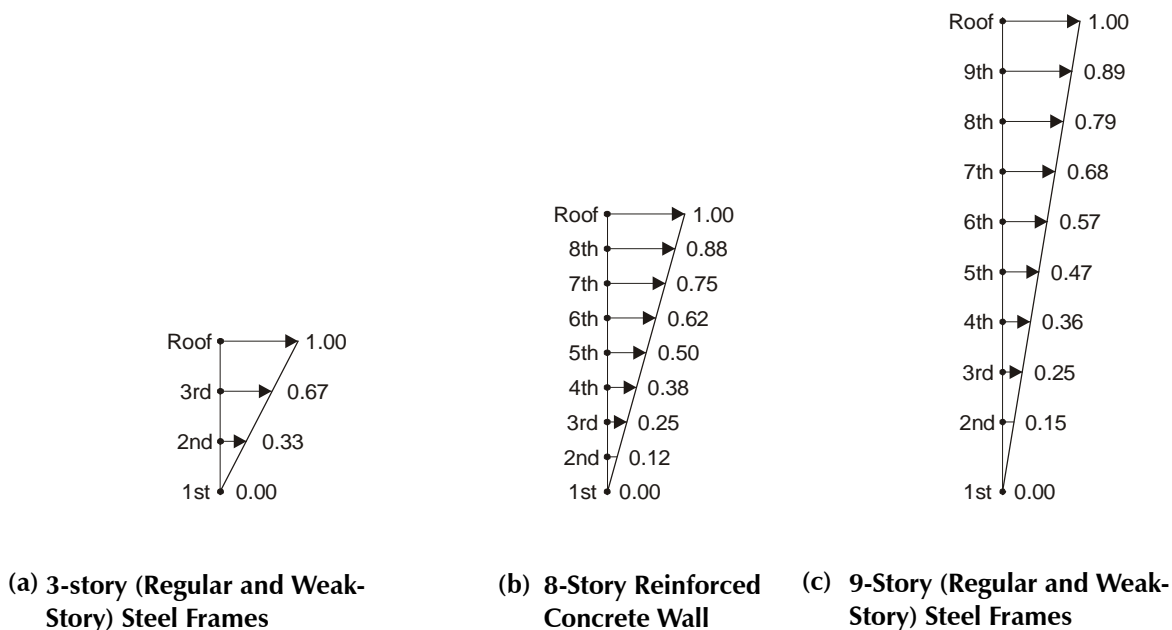 Roof 1.00
3rd 0.67
2nd 0.33
1st 0.00
(a) 3-story (Regular and Weak-
Story) Steel Frames
Roof 1.00
8th 0.88
7th 0.75
6th 0.62
5th 0.50
4th 0.38
3rd 0.25
2nd 0.12
1st 0.00
(b) 8-Story Reinforced
Concrete Wall
Roof 1.00
9th 0.89
8th 0.79
7th 0.68
6th 0.57
5th 0.47
4th 0.36
3rd 0.25
2nd 0.15
1st 0.00
(c) 9-Story (Regular and Weak-
Story) Steel Frames